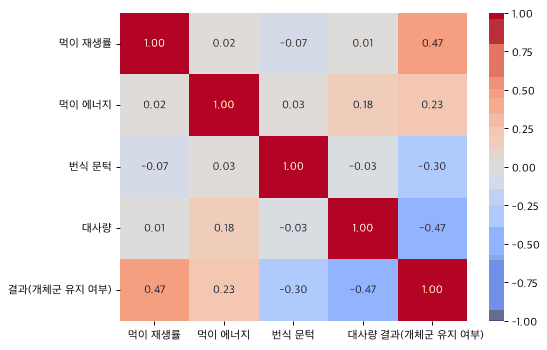 먹이 재생률 1.00 0.02 -0.07 0.01 0.47
먹이 에너지 0.02 1.00 0.03 0.18 0.23
번식 문턱 -0.07 0.03 1.00 -0.03 -0.30
대사량 0.01 0.18 -0.03 1.00 -0.47
결과(개체군 유지 여부) 0.47 0.23 -0.30 -0.47 1.00
먹이 재생률 먹이 에너지 번식 문턱 대사량 결과(개체군 유지 여부)
1.00
0.75
0.50
0.25
0.00
-0.25
-0.50
-0.75
-1.00